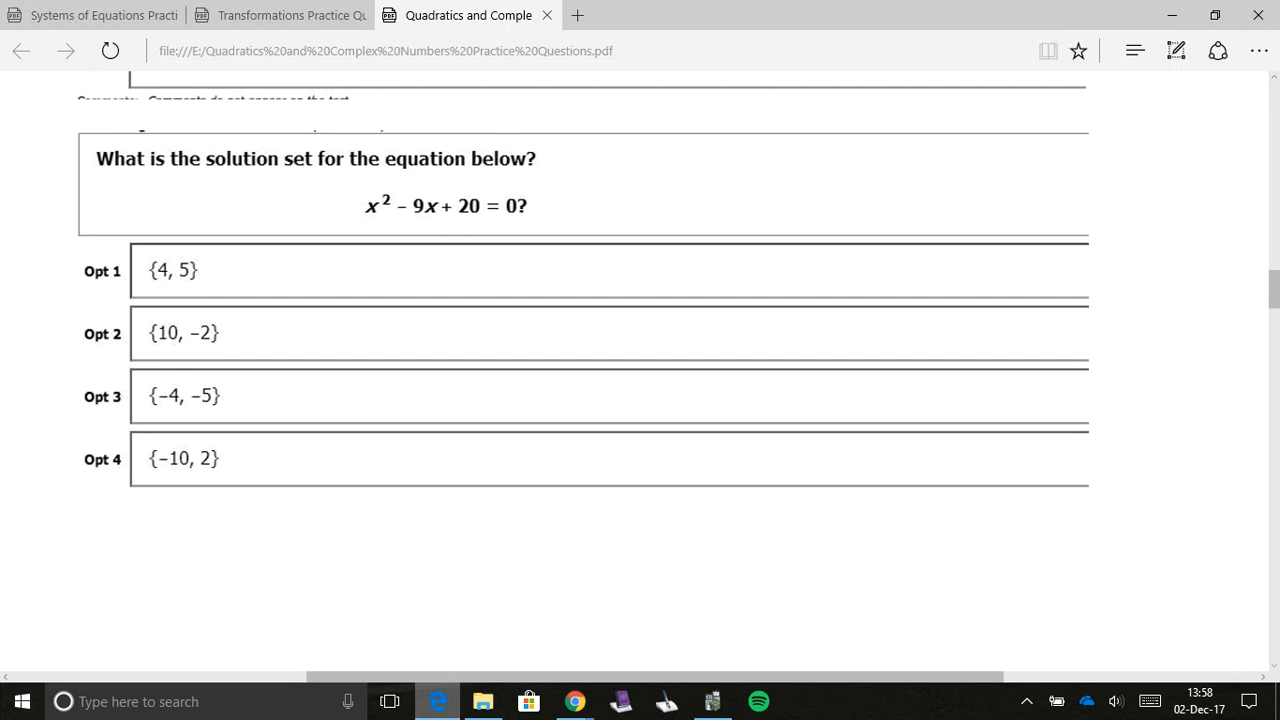 Systems of Equations Practi
Transformations Practice Qu
Quadratics and Comple
file:///E:/Quadratics%20and%20Complex%20Numbers%20Practice%20Questions.pdf
What is the solution set for the equation below?
x² – 9x + 20 = 0?
Opt 1 {4, 5}
Opt 2 {10, –2}
Opt 3 {–4, –5}
Opt 4 {–10, 2}
Type here to search
13:58
02-Dec-17